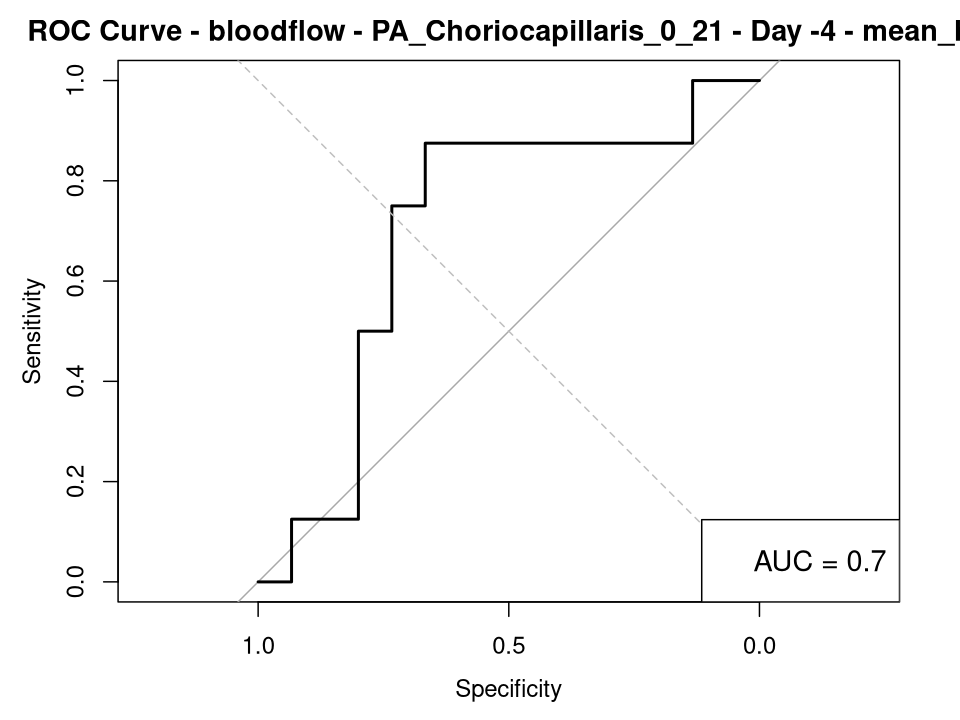 ROC Curve - bloodflow - PA_Choriocapillaris_0_21 - Day -4 - mean_
1.0
0.8
0.6
0.4
0.2
0.0
Sensitivity
AUC = 0.7
1.0 0.5 0.0
Specificity